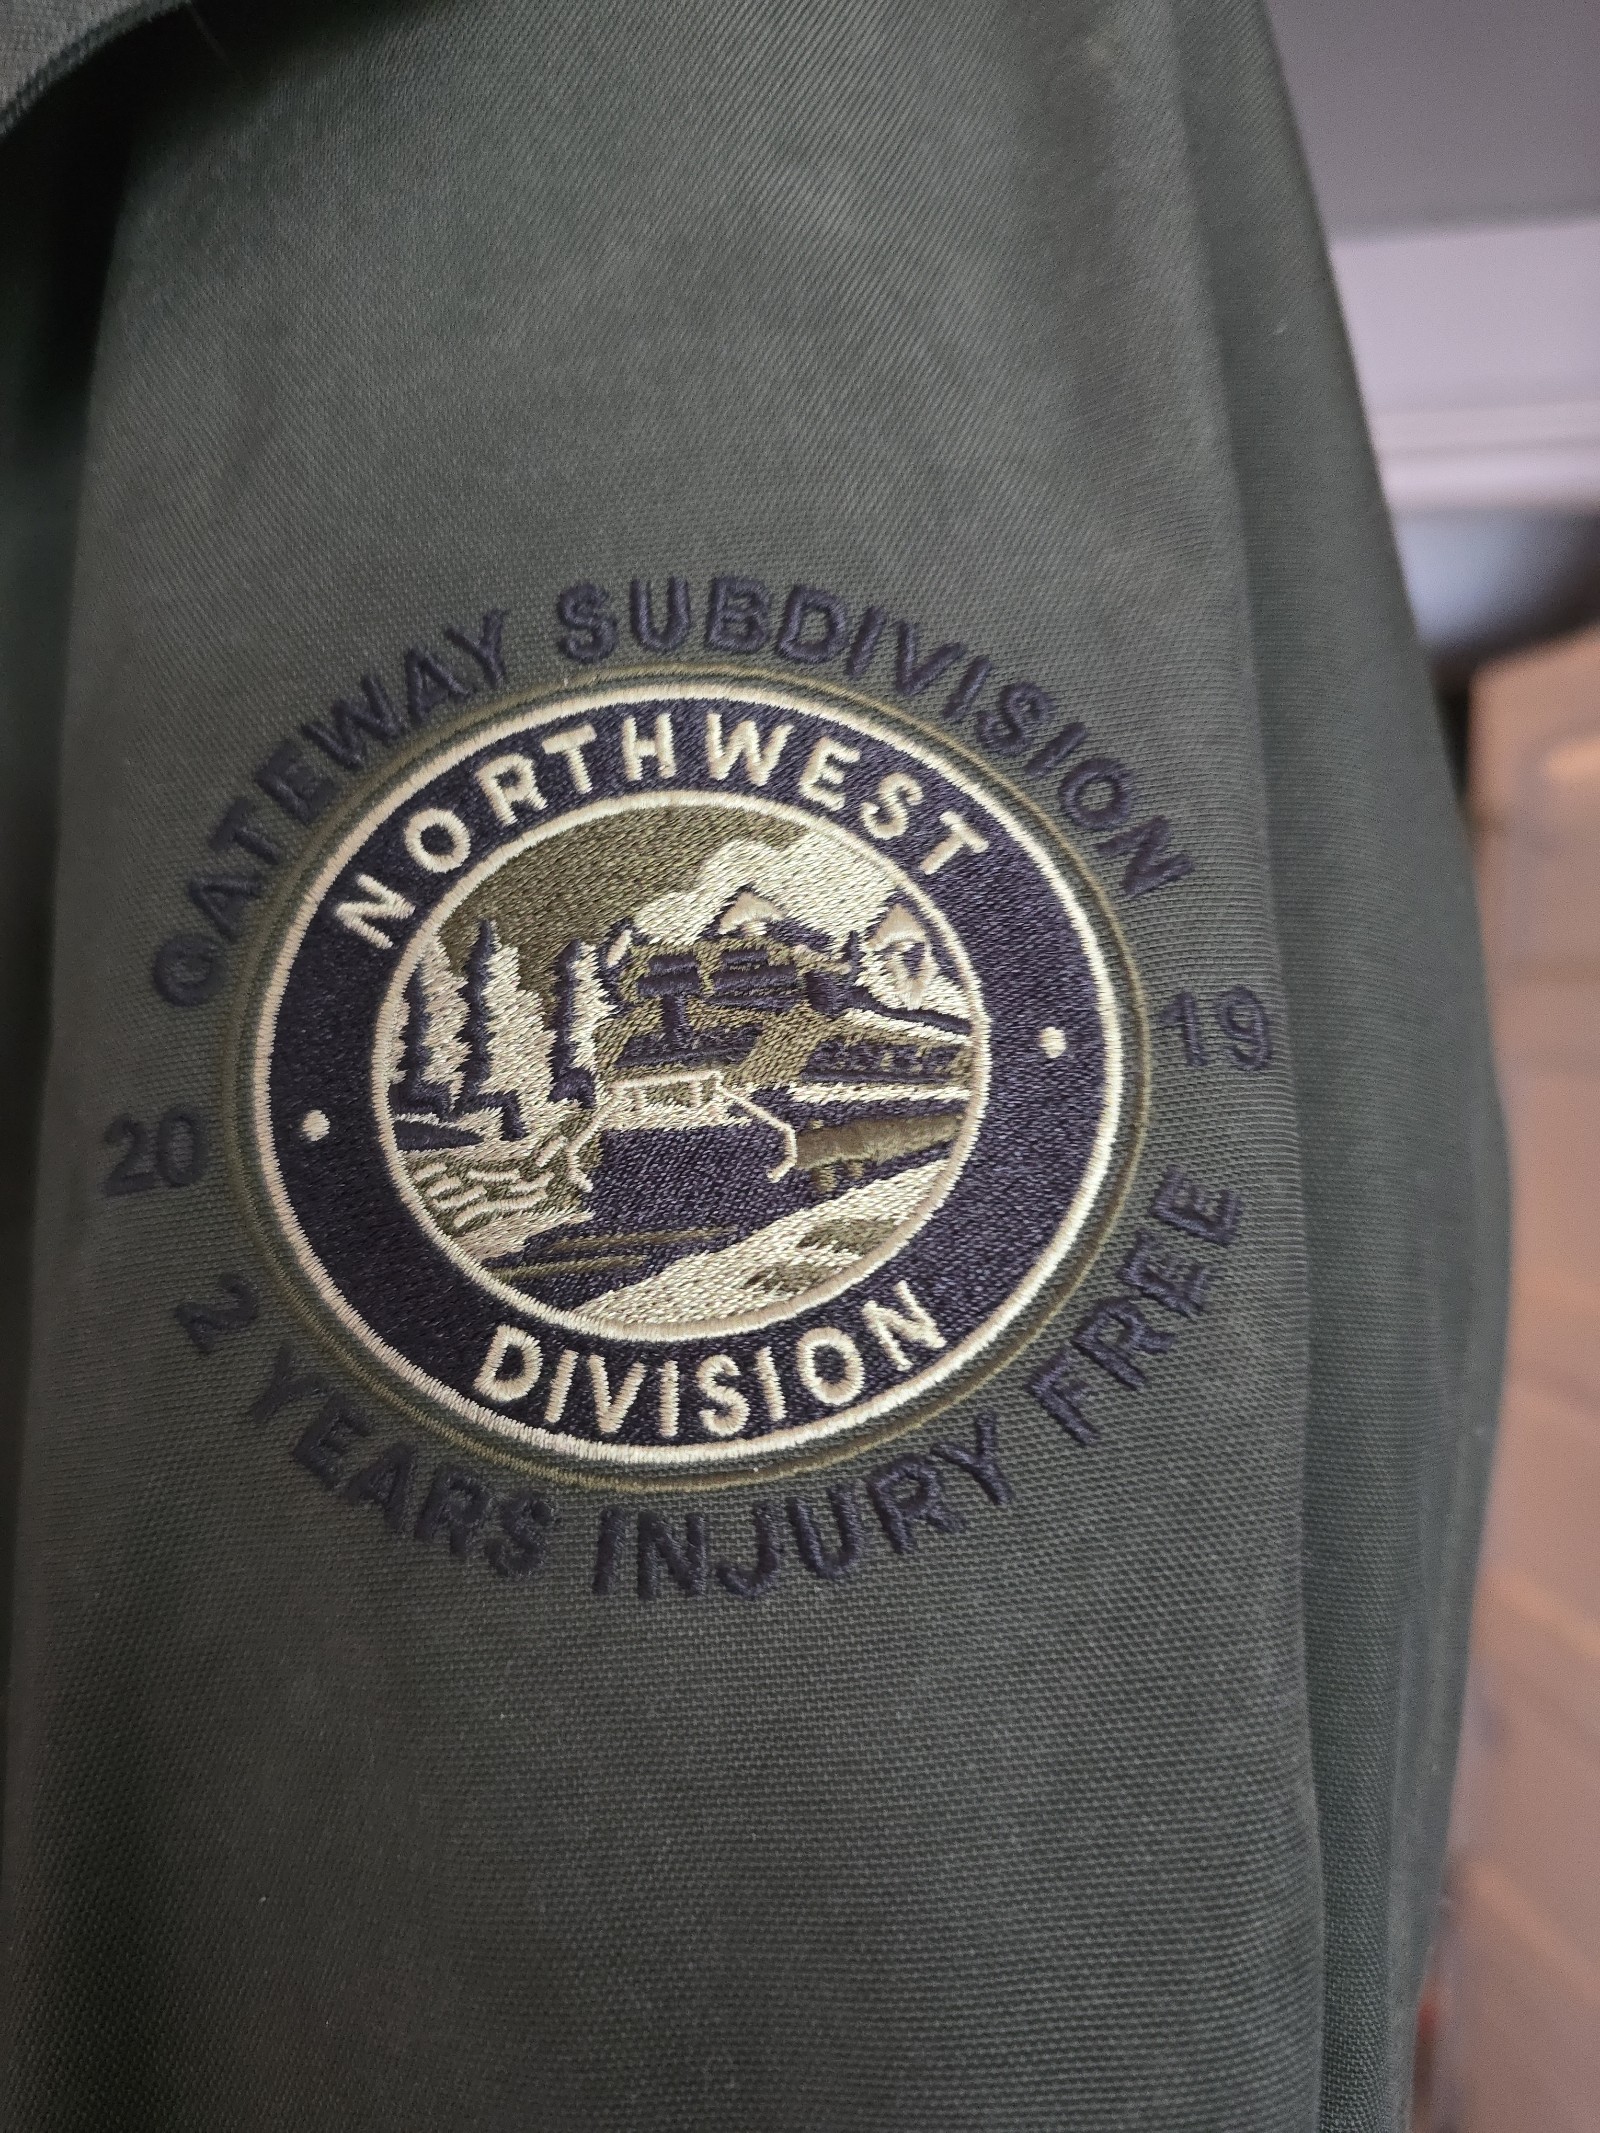 GATEWAY SUBDIVISION
NORTHWEST
20 19
DIVISION
2 YEARS INJURY FREE